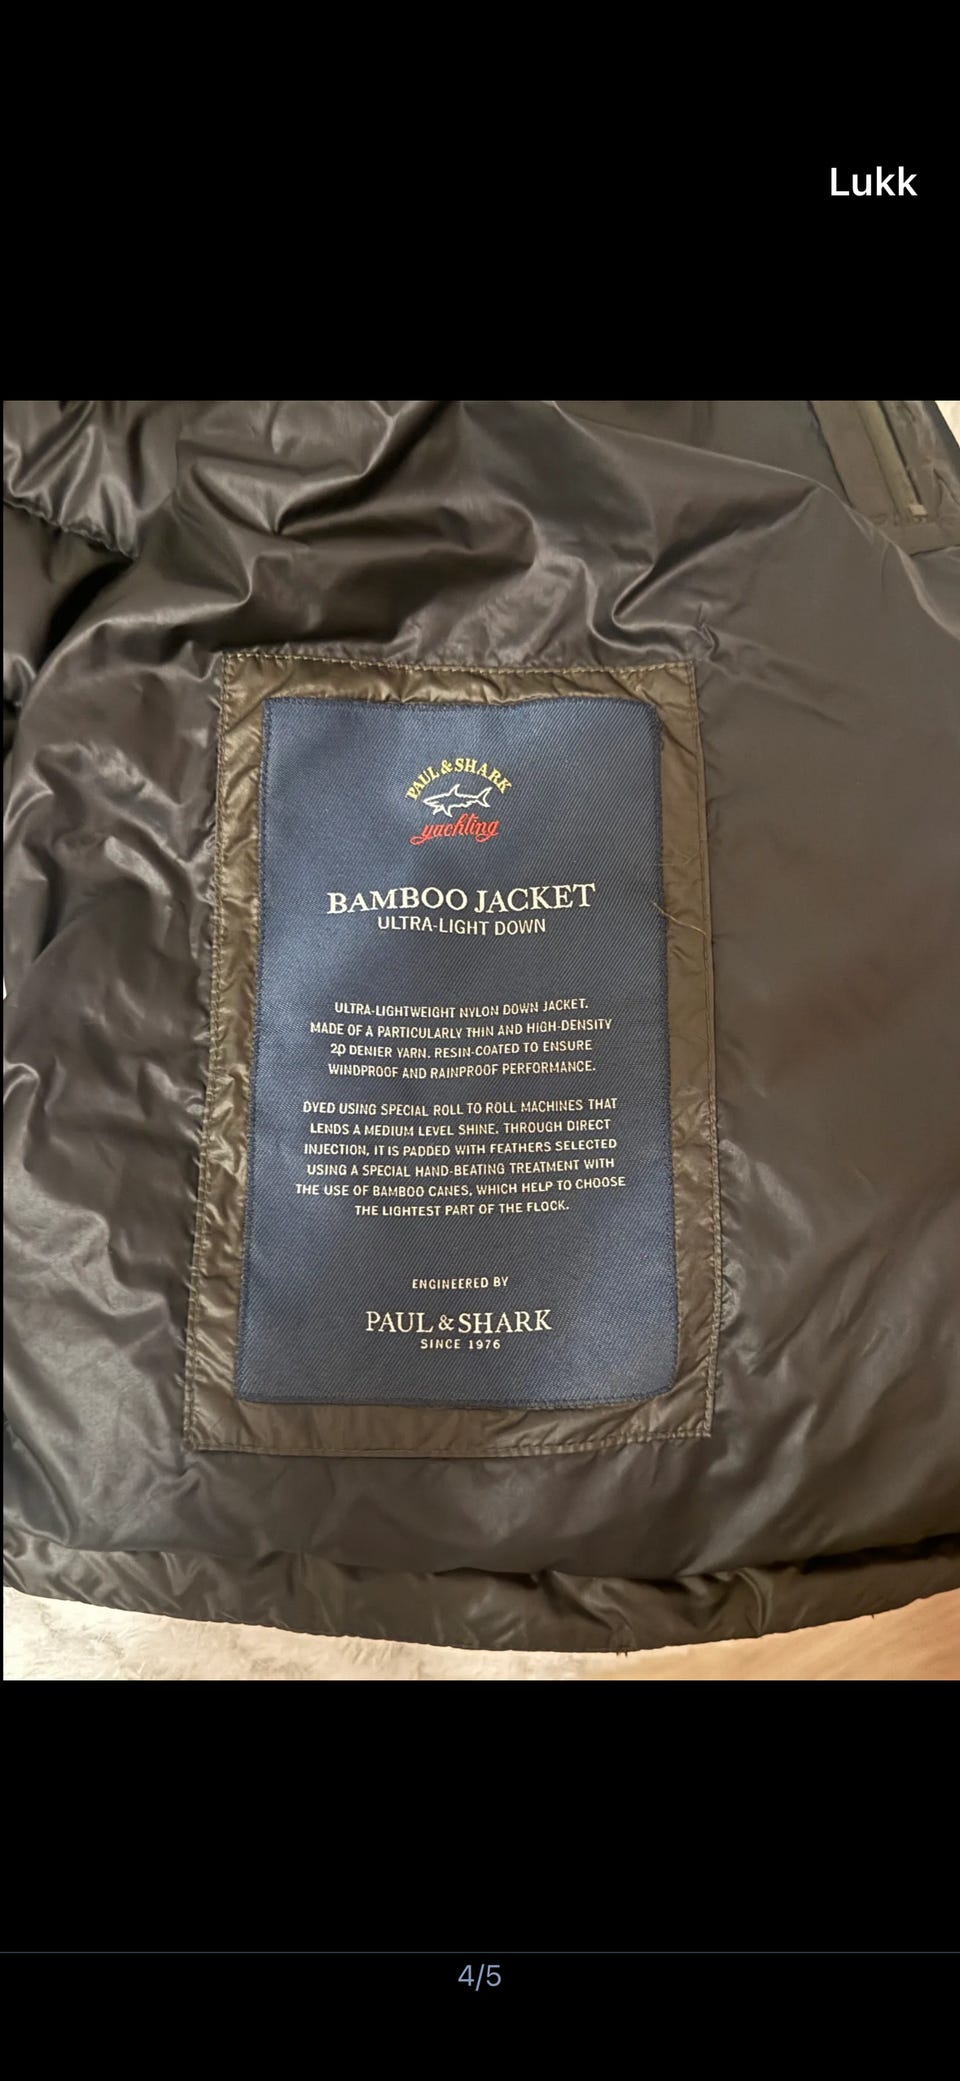 Lukk
PAUL & SHARK
yachting
BAMBOO JACKET
ULTRA-LIGHT DOWN
ULTRA-LIGHTWEIGHT NYLON DOWN JACKET.
MADE OF A PARTICULARLY THIN AND HIGH-DENSITY
20 DENIER YARN. RESIN-COATED TO ENSURE
WINDPROOF AND RAINPROOF PERFORMANCE.
DYED USING SPECIAL ROLL TO ROLL MACHINES THAT
LENDS A MEDIUM LEVEL SHINE. THROUGH DIRECT
INJECTION, IT IS PADDED WITH FEATHERS SELECTED
USING A SPECIAL HAND-BEATING TREATMENT WITH
THE USE OF BAMBOO CANES, WHICH HELP TO CHOOSE
THE LIGHTEST PART OF THE FLOCK.
ENGINEERED BY
PAUL & SHARK
SINCE 1976
4/5